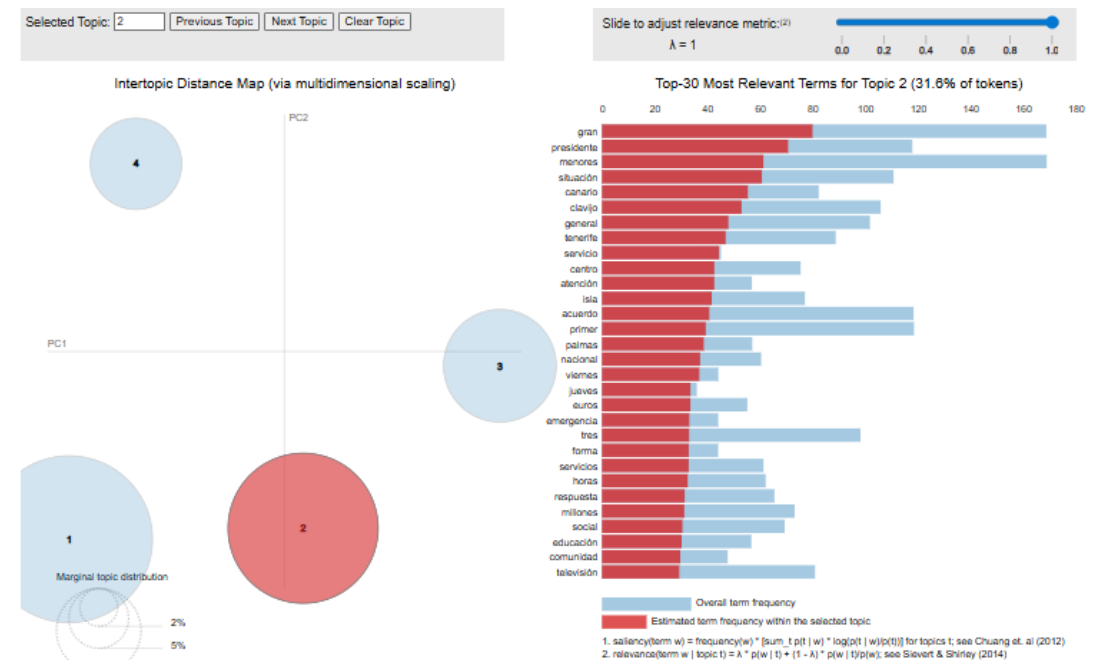 Selected Topic: 2 Previous Topic Next Topic Clear Topic
Slide to adjust relevance metric:(2)
λ = 1
0.0 0.2 0.4 0.6 0.8 1.0
Intertopic Distance Map (via multidimensional scaling)
PC2
PC1
4
3
1
2
Marginal topic distribution
2%
5%
Top-30 Most Relevant Terms for Topic 2 (31.6% of tokens)
0 20 40 60 80 100 120 140 160 180
gran
presidente
menores
situación
canario
clavijo
general
tenerife
servicio
centro
atención
isla
acuerdo
primer
palmas
nacional
viernes
jueves
euros
emergencia
tres
forma
servicios
horas
respuesta
millones
social
educación
comunidad
televisión
Overall term frequency
Estimated term frequency within the selected topic
1. saliency(term w) = frequency(w) * [sum_t p(t | w) * log(p(t | w)/p(t))] for topics t; see Chuang et. al (2012)
2. relevance(term w | topic t) = λ * p(w | t) + (1 - λ) * p(w | t)/p(w); see Sievert & Shirley (2014)